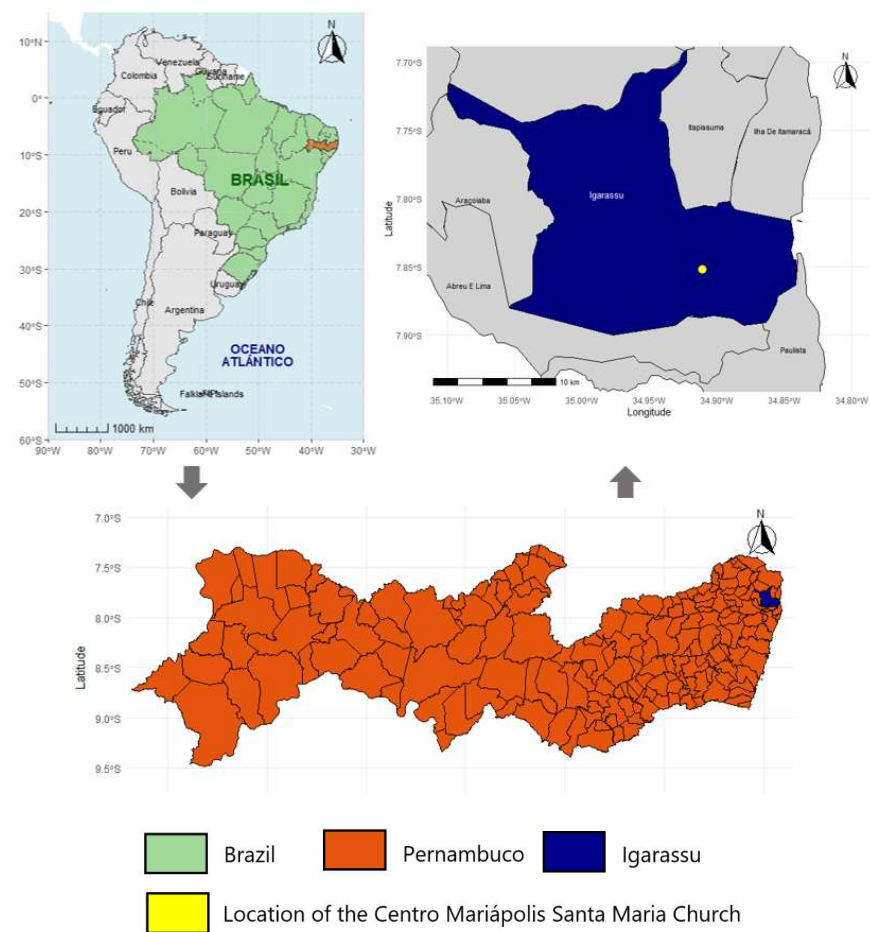 N
10°N
0°
10°S
20°S
30°S
40°S
50°S
60°S
Venezuela
Guyana
Suriname
Colombia
Ecuador
Peru
BRASIL
Bolivia
Paraguay
Uruguay
Chile
Argentina
OCEANO
ATLÁNTICO
1000 km
90°W 80°W 70°W 60°W 50°W 40°W 30°W
N
Latitude
7.70°S
7.75°S
7.80°S
7.85°S
7.90°S
Itapissuma
Ilha De Itamaracá
Igarassu
Araçoiaba
Abreu E Lima
Paulista
10 km
35.10°W 35.05°W 35.00°W 34.95°W 34.90°W 34.85°W 34.80°W
Longitude
N
Latitude
7.0°S
7.5°S
8.0°S
8.5°S
9.0°S
9.5°S
Brazil Pernambuco Igarassu
Location of the Centro Mariápolis Santa Maria Church